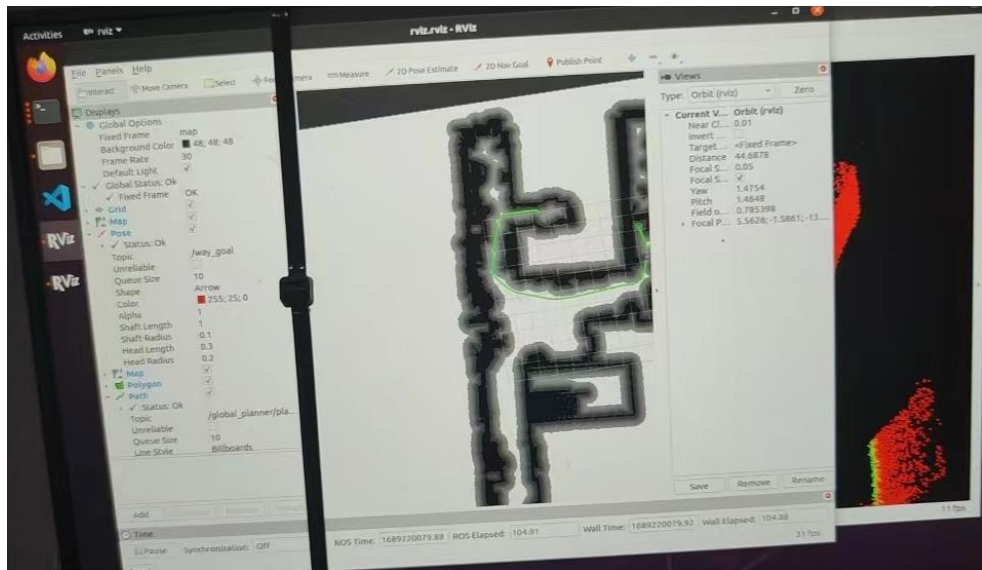 Activities
rviz
rviz.rviz - RViz
File Panels Help
Interact
Move Camera
Select
Measure
2D Pose Estimate
2D Nav Goal
Publish Point
Displays
Global Options
Fixed Frame map
Background Color 48; 48; 48
Frame Rate 30
Default Light
Global Status: Ok
Fixed Frame OK
Grid
Map
Pose
Status: Ok
Topic /way_goal
Unreliable
Queue Size 10
Shape Arrow
Color 255; 25; 0
Alpha 1
Shaft Length 1
Shaft Radius 0.1
Head Length 0.3
Head Radius 0.2
Map
Polygon
Path
Status: Ok
Topic /global_planner/pla...
Unreliable
Queue Size 10
Line Style Billboards
Add
Time
Pause Synchronization: Off
ROS Time: 1689220079.88 ROS Elapsed: 104.91 Wall Time: 1689220079.92 Wall Elapsed: 104.88
31 fps
Views
Type: Orbit (rviz) Zero
Current V... Orbit (rviz)
Near Cl... 0.01
Invert ...
Target ... <Fixed Frame>
Distance 44.6878
Focal S... 0.05
Focal S...
Yaw 1.4754
Pitch 1.4648
Field o... 0.785398
Focal P... 5.5626; -1.5861; -13....
Save Remove Rename
11 fps
RViz
RViz